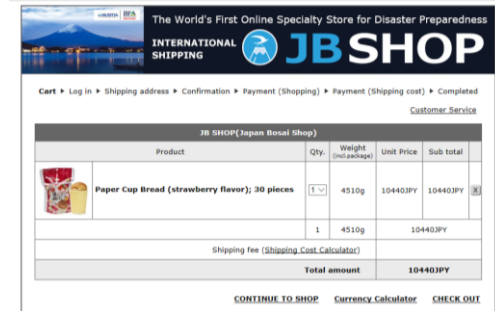 The World's First Online Specialty Store for Disaster Preparedness
INTERNATIONAL
SHIPPING
JBSHOP
Cart ▸ Log in ▸ Shipping address ▸ Confirmation ▸ Payment (Shopping) ▸ Payment (Shipping cost) ▸ Completed
Customer Service
JB SHOP(Japan Bosai Shop)
Product Qty. Weight (incl.package) Unit Price Sub total
Paper Cup Bread (strawberry flavor); 30 pieces 1 4510g 10440JPY 10440JPY X
1 4510g 10440JPY
Shipping fee (Shipping Cost Calculator)
Total amount 10440JPY
CONTINUE TO SHOP Currency Calculator CHECK OUT